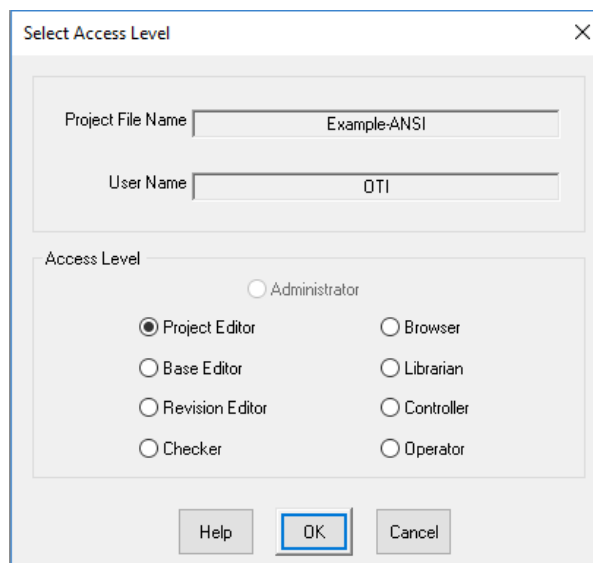 Select Access Level
Project File Name Example-ANSI
User Name OTI
Access Level
Administrator
Project Editor Browser
Base Editor Librarian
Revision Editor Controller
Checker Operator
Help OK Cancel